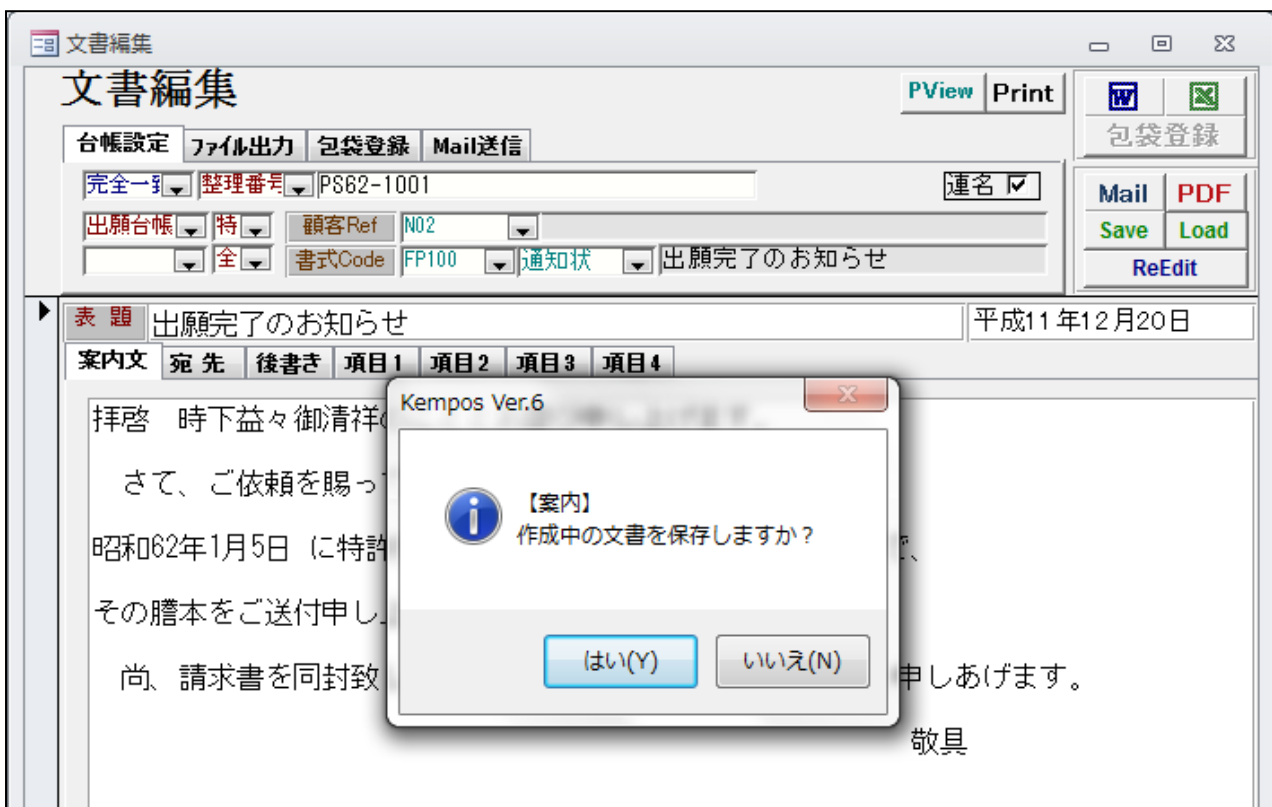 文書編集
文書編集
PView Print
包袋登録
台帳設定 ファイル出力 包袋登録 Mail送信
完全一致 整理番号 PS62-1001 連名
Mail PDF
出願台帳 特 顧客Ref N02
Save Load
全 書式Code FP100 通知状 出願完了のお知らせ
ReEdit
表 題 出願完了のお知らせ 平成11年12月20日
案内文 宛 先 後書き 項目1 項目2 項目3 項目4
Kempos Ver.6
拝啓 時下益々御清祥
さて、ご依頼を賜っ
【案内】
作成中の文書を保存しますか？
昭和62年1月5日 に特許 、
その謄本をご送付申し
はい(Y) いいえ(N)
尚、請求書を同封致 申しあげます。
敬具